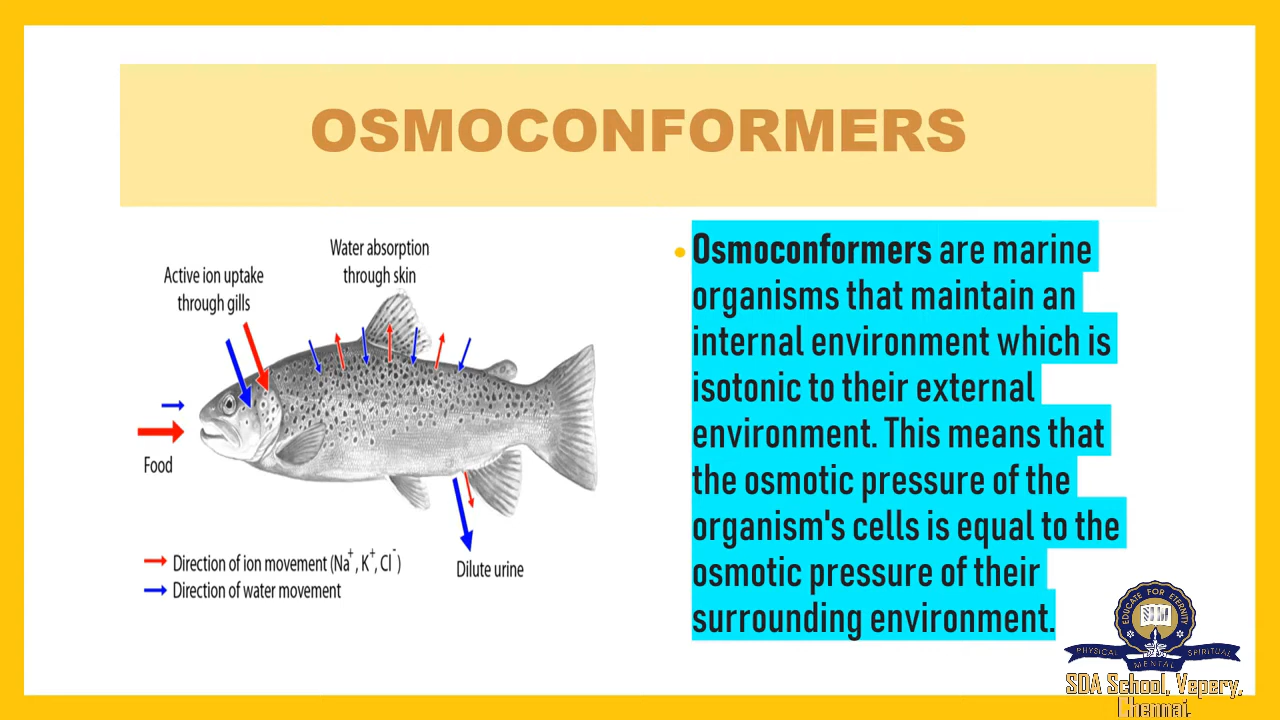 OSMOCONFORMERS
Water absorption
through skin
Active ion uptake
through gills
Food
Direction of ion movement (Na⁺, K⁺, Cl⁻)
Direction of water movement
Dilute urine
• Osmoconformers are marine
organisms that maintain an
internal environment which is
isotonic to their external
environment. This means that
the osmotic pressure of the
organism's cells is equal to the
osmotic pressure of their
surrounding environment.
EDUCATE FOR ETERNITY
PHYSICAL
MENTAL
SPIRITUAL
SDA School, Vepery,
Chennai.